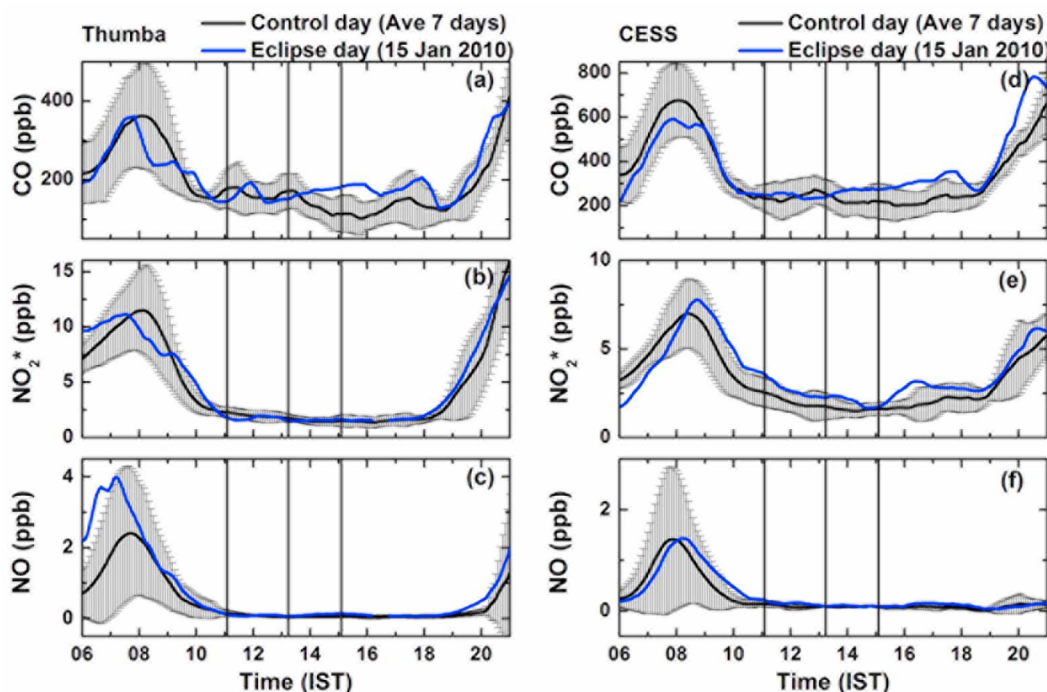 Thumba
Control day (Ave 7 days)
Eclipse day (15 Jan 2010)
CESS
Control day (Ave 7 days)
Eclipse day (15 Jan 2010)
(a)
CO (ppb)
400
200
(d)
CO (ppb)
800
600
400
200
(b)
NO₂* (ppb)
15
10
5
0
(e)
NO₂* (ppb)
10
5
0
(c)
NO (ppb)
4
2
0
(f)
NO (ppb)
2
0
06 08 10 12 14 16 18 20
Time (IST)
06 08 10 12 14 16 18 20
Time (IST)